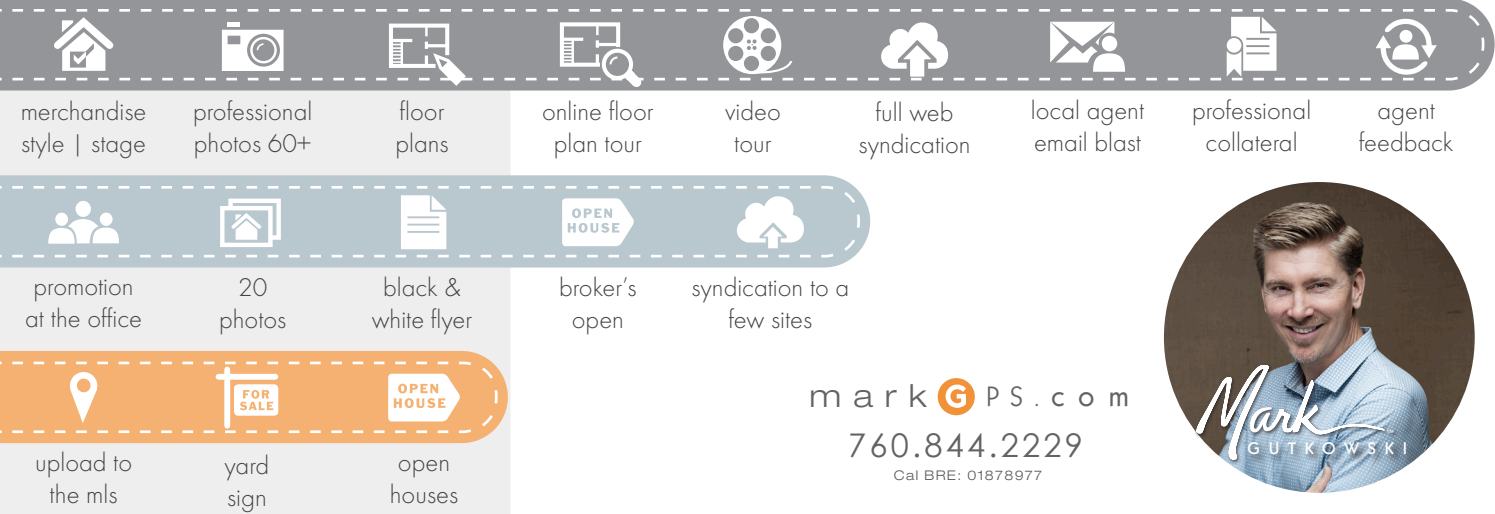 merchandise
style | stage
professional
photos 60+
floor
plans
online floor
plan tour
video
tour
full web
syndication
local agent
email blast
professional
collateral
agent
feedback
OPEN
HOUSE
promotion
at the office
20
photos
black &
white flyer
broker's
open
syndication to a
few sites
FOR
SALE
OPEN
HOUSE
upload to
the mls
yard
sign
open
houses
markGPS.com
760.844.2229
Cal BRE: 01878977
Mark
GUTKOWSKI